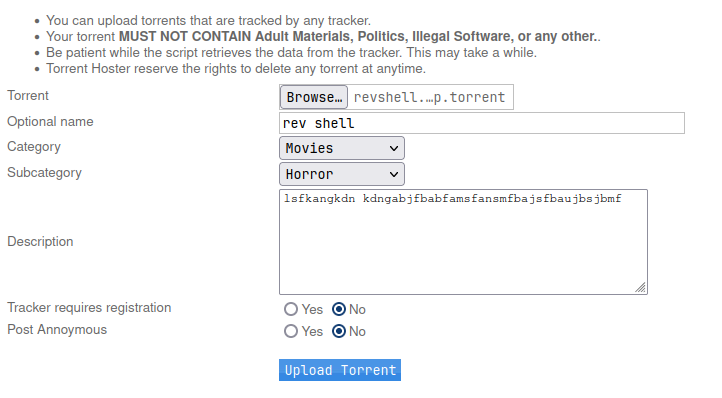 You can upload torrents that are tracked by any tracker.
Your torrent MUST NOT CONTAIN Adult Materials, Politics, Illegal Software, or any other..
Be patient while the script retrieves the data from the tracker. This may take a while.
Torrent Hoster reserve the rights to delete any torrent at anytime.
Torrent Browse… revshell.…p.torrent
Optional name rev shell
Category Movies
Subcategory Horror
lsfkangkdn kdngabjfbabfamsfansmfbajsfbaujbsjbmf
Description
Tracker requires registration Yes No
Post Annoymous Yes No
Upload Torrent